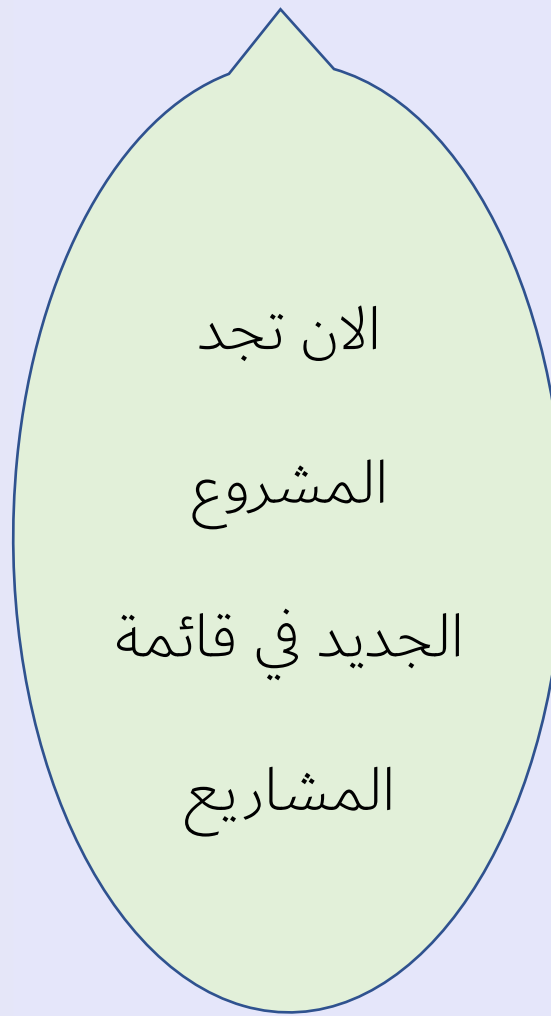 الان تجد
المشروع
الجديد في قائمة
المشاريع